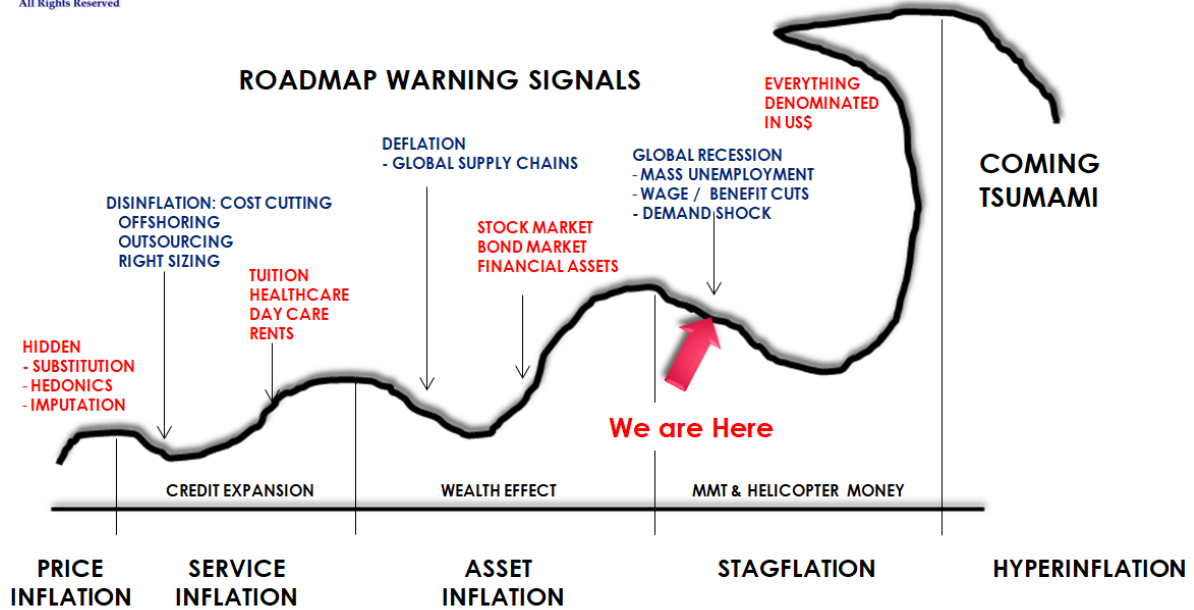 All Rights Reserved
ROADMAP WARNING SIGNALS
EVERYTHING
DENOMINATED
IN US$
DEFLATION
- GLOBAL SUPPLY CHAINS
GLOBAL RECESSION
- MASS UNEMPLOYMENT
- WAGE / BENEFIT CUTS
- DEMAND SHOCK
COMING
TSUMAMI
DISINFLATION: COST CUTTING
OFFSHORING
OUTSOURCING
RIGHT SIZING
STOCK MARKET
BOND MARKET
FINANCIAL ASSETS
TUITION
HEALTHCARE
DAY CARE
RENTS
HIDDEN
- SUBSTITUTION
- HEDONICS
- IMPUTATION
We are Here
CREDIT EXPANSION
WEALTH EFFECT
MMT & HELICOPTER MONEY
PRICE
INFLATION
SERVICE
INFLATION
ASSET
INFLATION
STAGFLATION
HYPERINFLATION